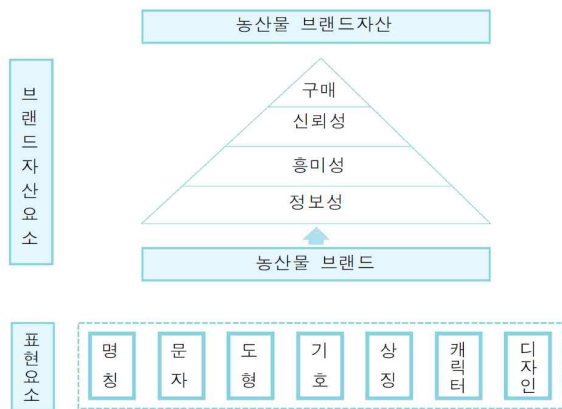 농산물 브랜드자산
브랜드자산요소
구매
신뢰성
흥미성
정보성
농산물 브랜드
표현요소
명칭
문자
도형
기호
상징
캐릭터
디자인